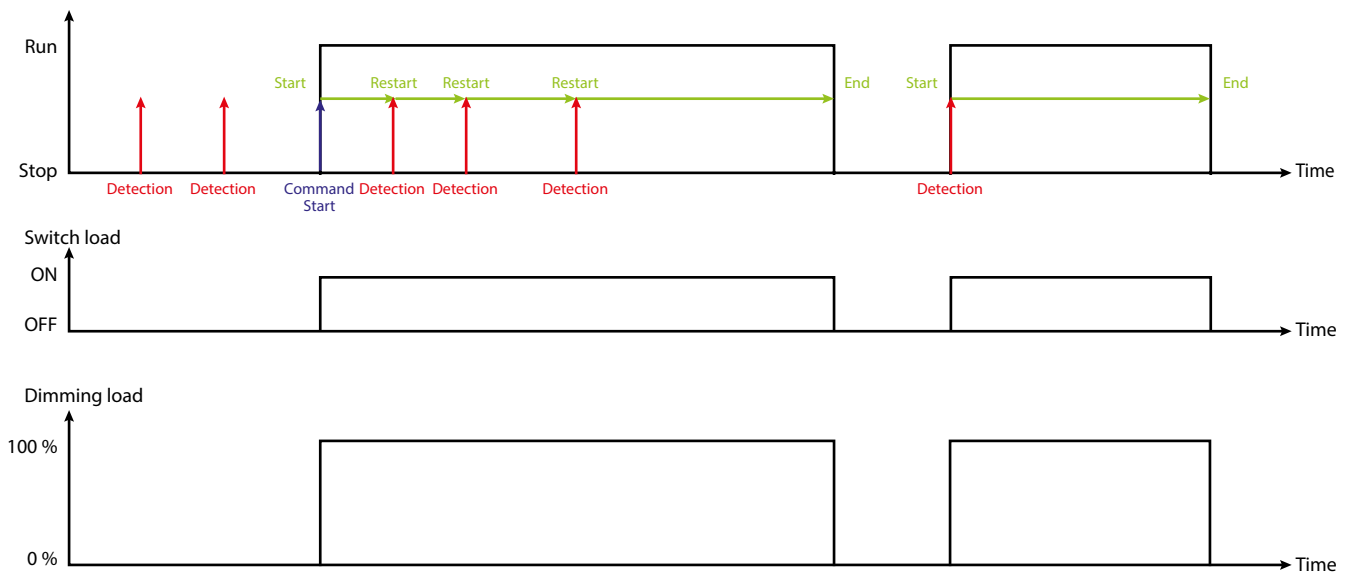 Run
Start
Restart
Restart
Restart
End
Start
End
Stop
Time
Detection
Detection
Command
Start
Detection
Detection
Detection
Detection
Switch load
ON
OFF
Time
Dimming load
100 %
0 %
Time